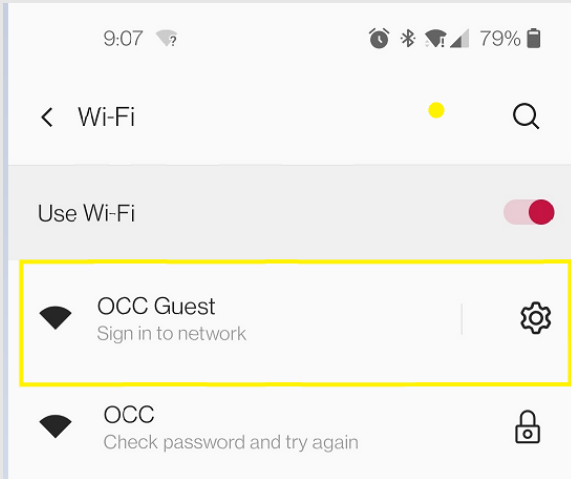 9:07 79%
Wi-Fi
Use Wi-Fi
OCC Guest
Sign in to network
OCC
Check password and try again